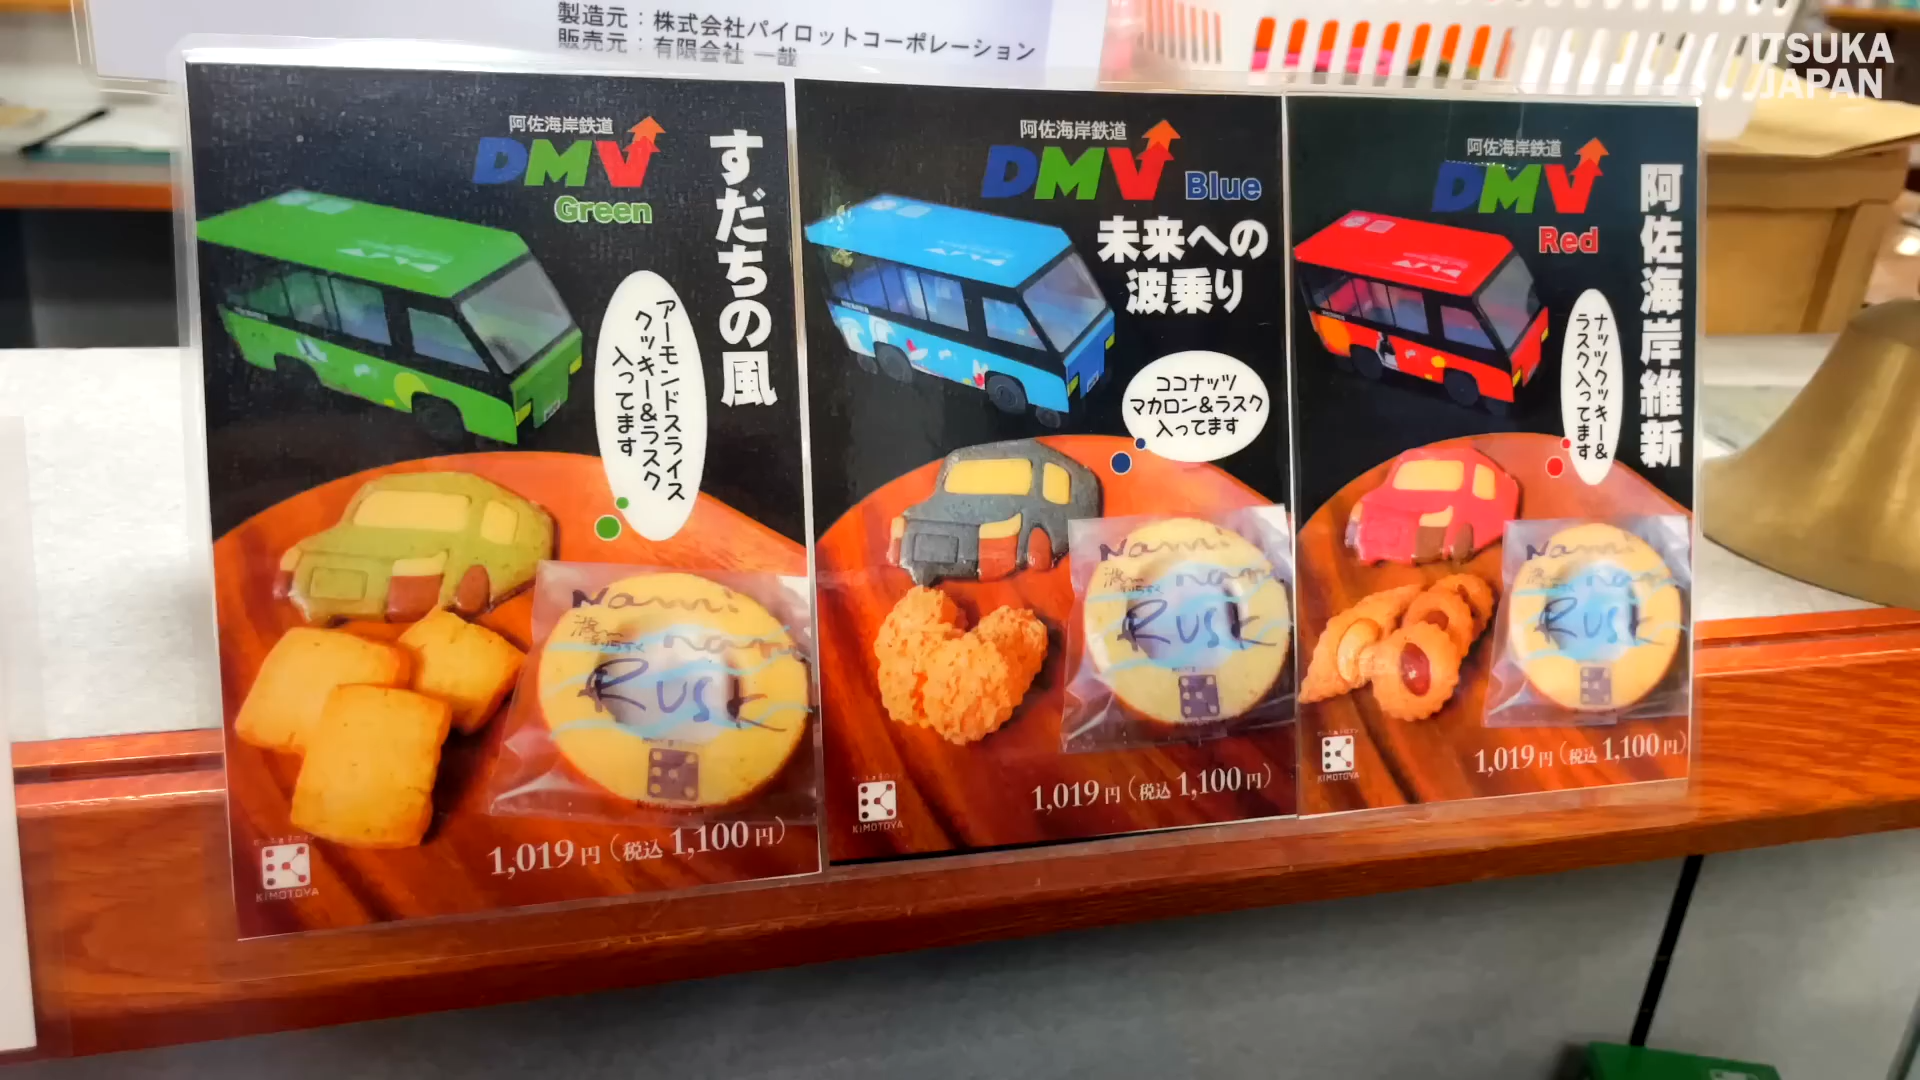 製造元：株式会社パイロットコーポレーション
販売元：有限会社 一哉
ITSUKA
JAPAN
阿佐海岸鉄道
DMV
Green
すだちの風
アーモンドスライス
クッキー&ラスク
入ってます
Nami
nami
Rusk
KIMOTOYA
1,019円（税込1,100円）
阿佐海岸鉄道
DMV
Blue
未来への
波乗り
ココナッツ
マカロン&ラスク
入ってます
Nami
nami
Rusk
KIMOTOYA
1,019円（税込1,100円）
阿佐海岸鉄道
DMV
Red
阿佐海岸維新
ナッツクッキー&
ラスク入ってます
Nami
nami
Rusk
KIMOTOYA
1,019円（税込1,100円）